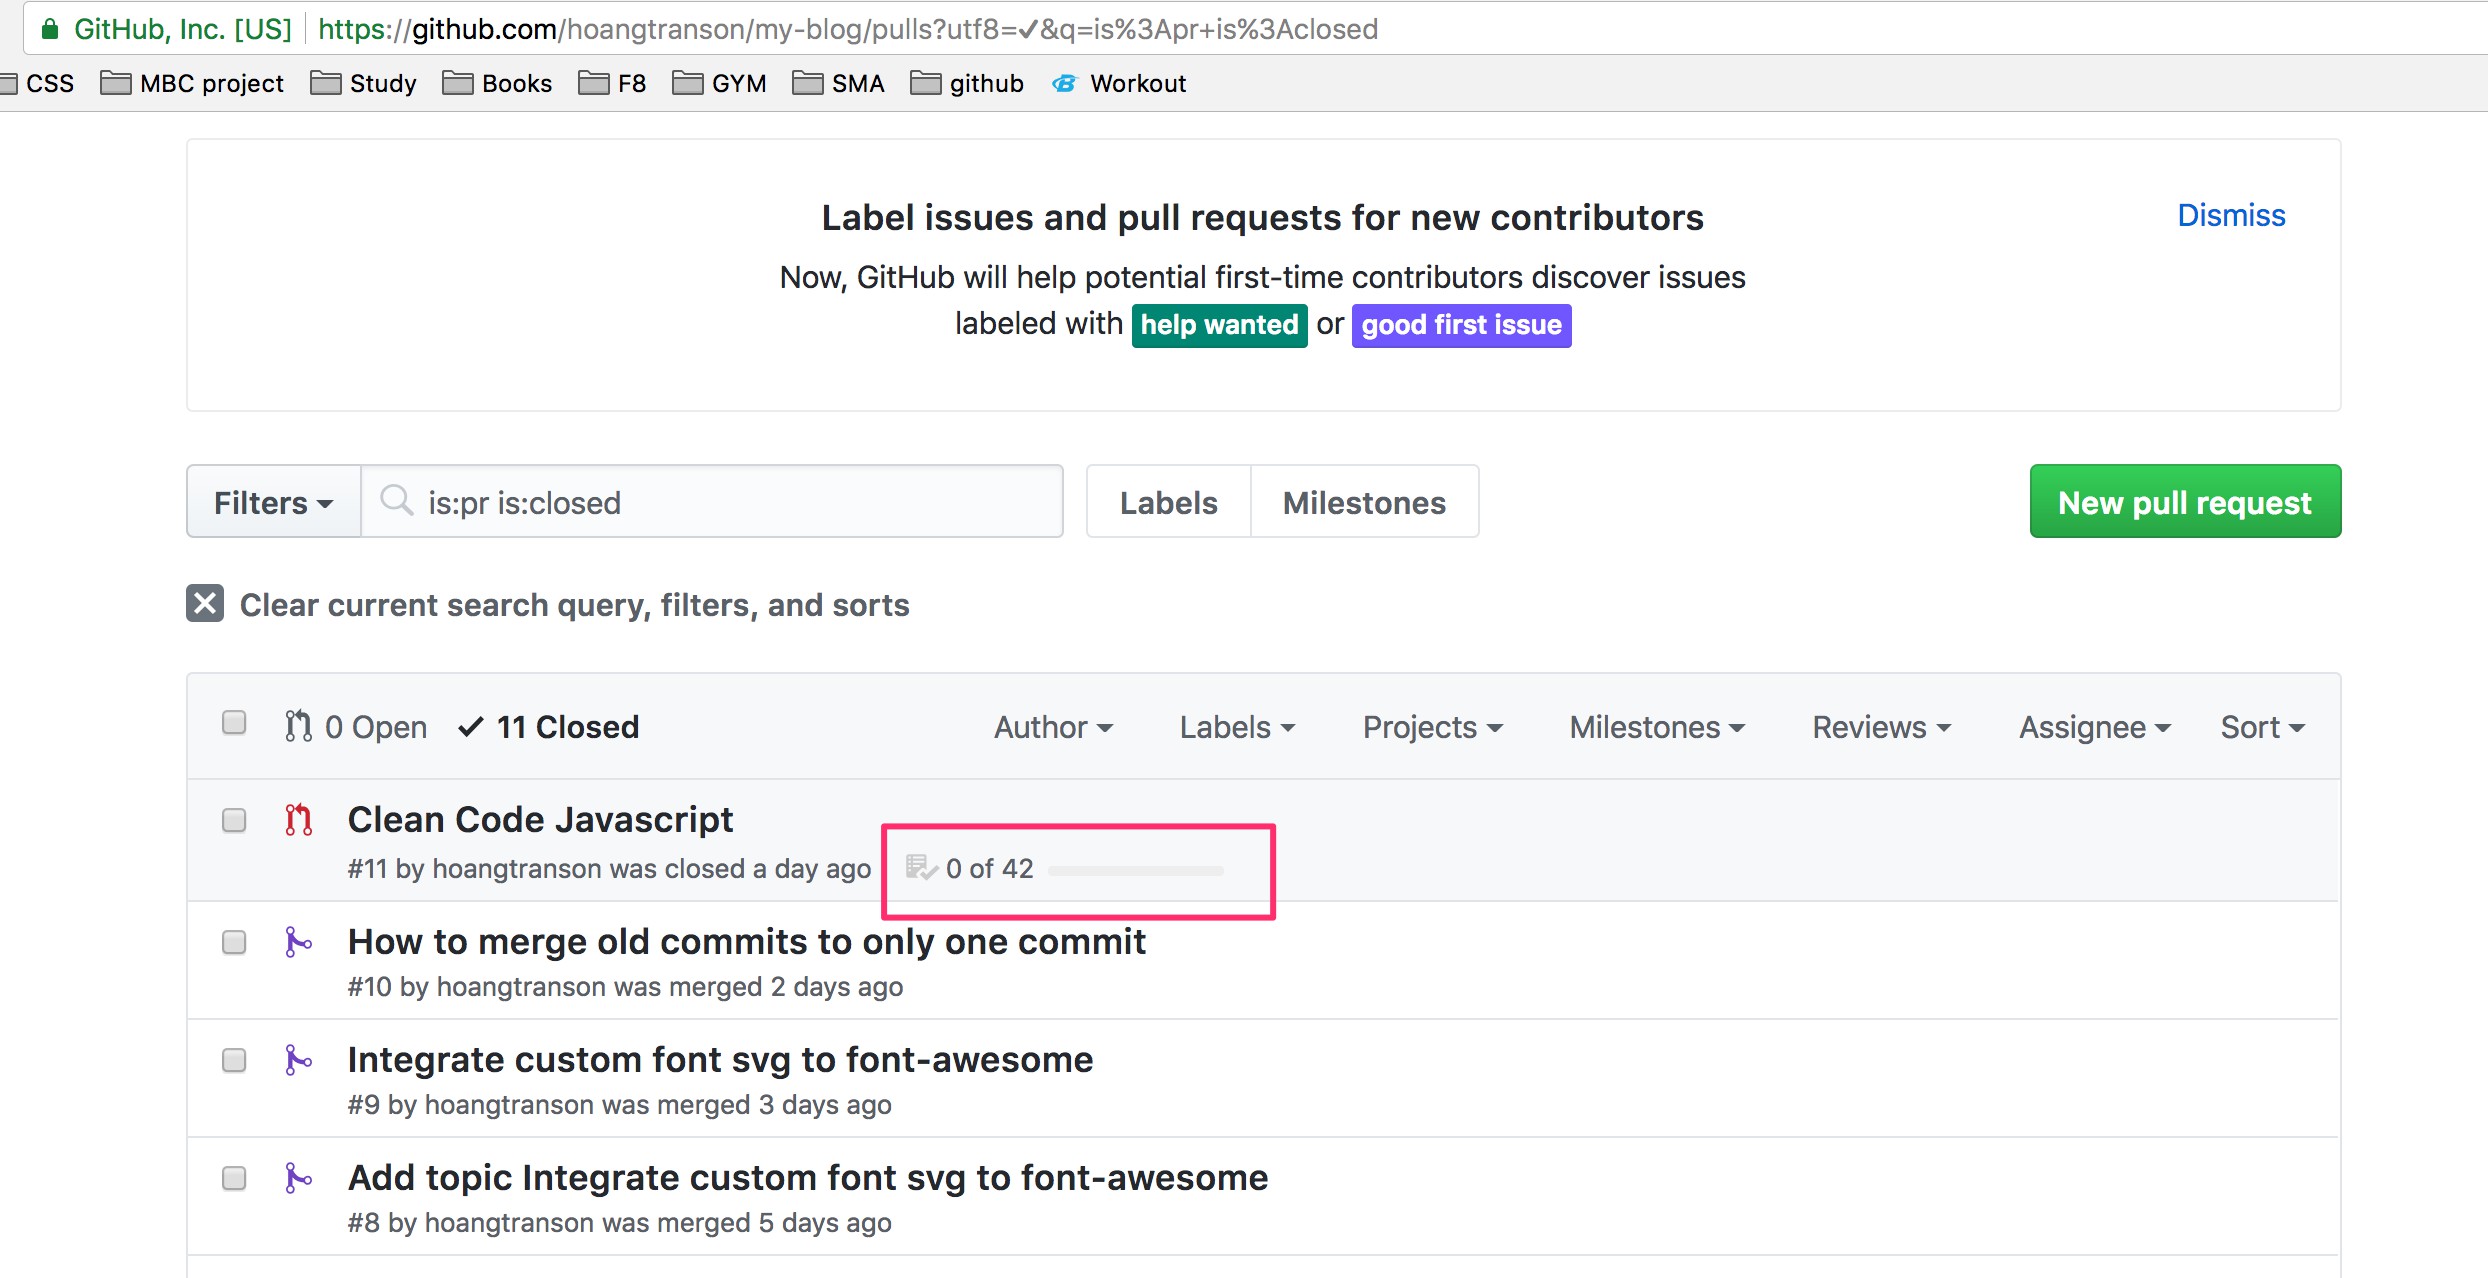 GitHub, Inc. [US] https://github.com/hoangtranson/my-blog/pulls?utf8=✓&q=is%3Apr+is%3Aclosed
CSS MBC project Study Books F8 GYM SMA github Workout
Label issues and pull requests for new contributors
Dismiss
Now, GitHub will help potential first-time contributors discover issues
labeled with help wanted or good first issue
Filters is:pr is:closed Labels Milestones New pull request
Clear current search query, filters, and sorts
0 Open 11 Closed Author Labels Projects Milestones Reviews Assignee Sort
Clean Code Javascript
#11 by hoangtranson was closed a day ago 0 of 42
How to merge old commits to only one commit
#10 by hoangtranson was merged 2 days ago
Integrate custom font svg to font-awesome
#9 by hoangtranson was merged 3 days ago
Add topic Integrate custom font svg to font-awesome
#8 by hoangtranson was merged 5 days ago